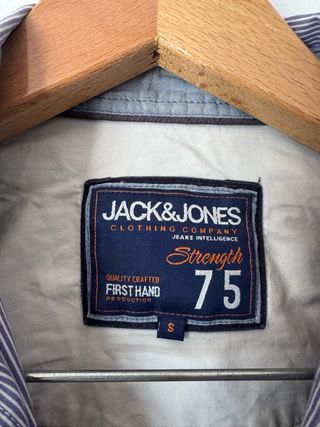 JACK&JONES
CLOTHING COMPANY
JEANS INTELLIGENCE
Strength
QUALITY CRAFTED
FIRST HAND
PRODUCTION
75
S